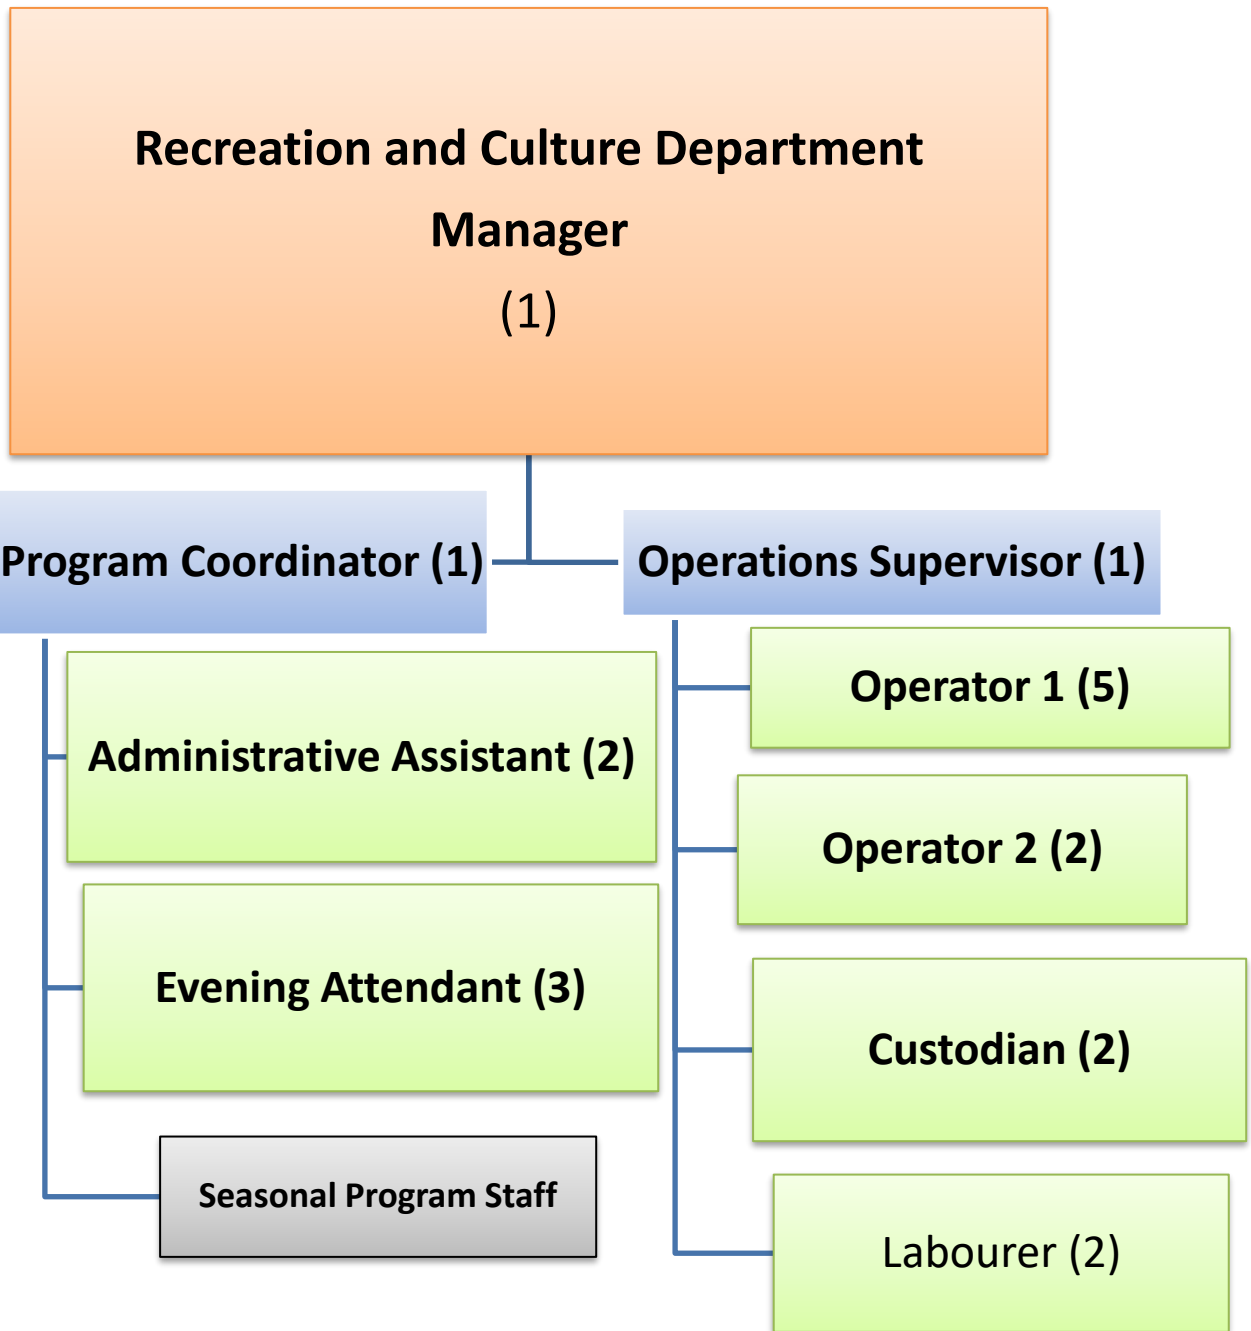 Recreation and Culture Department
Manager
(1)
Program Coordinator (1)
Operations Supervisor (1)
Administrative Assistant (2)
Evening Attendant (3)
Seasonal Program Staff
Operator 1 (5)
Operator 2 (2)
Custodian (2)
Labourer (2)